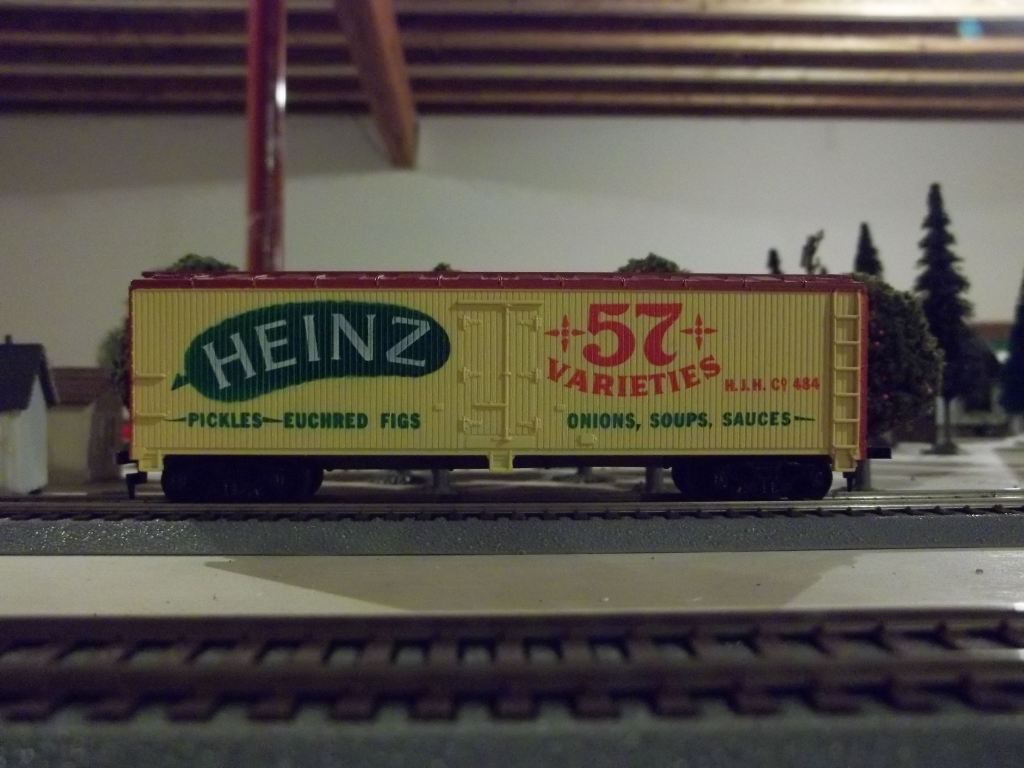 HEINZ
PICKLES—EUCHRED FIGS
57
VARIETIES
H.J.H. Co 484
ONIONS, SOUPS, SAUCES